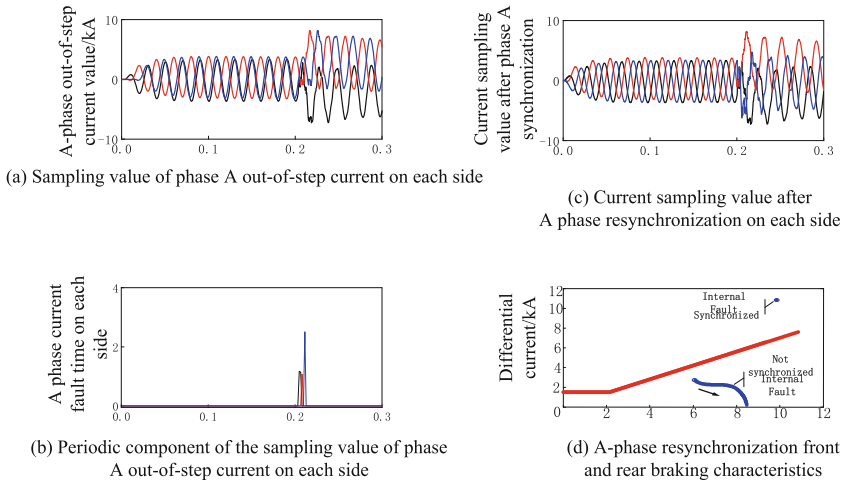 A-phase out-of-step
current value/kA
10
0
-10
0.0
0.1
0.2
0.3
(a) Sampling value of phase A out-of-step current on each side
Current sampling
value after phase A
synchronization
10
0
-10
0.0
0.1
0.2
0.3
(c) Current sampling value after
A phase resynchronization on each side
A phase current
fault time on each
side
4
2
0
0.0
0.1
0.2
0.3
(b) Periodic component of the sampling value of phase
A out-of-step current on each side
Differential
current/kA
12
10
8
6
4
2
0
0
2
4
6
8
10
12
Internal
Fault
Synchronized
Not
synchronized
Internal
Fault
(d) A-phase resynchronization front
and rear braking characteristics